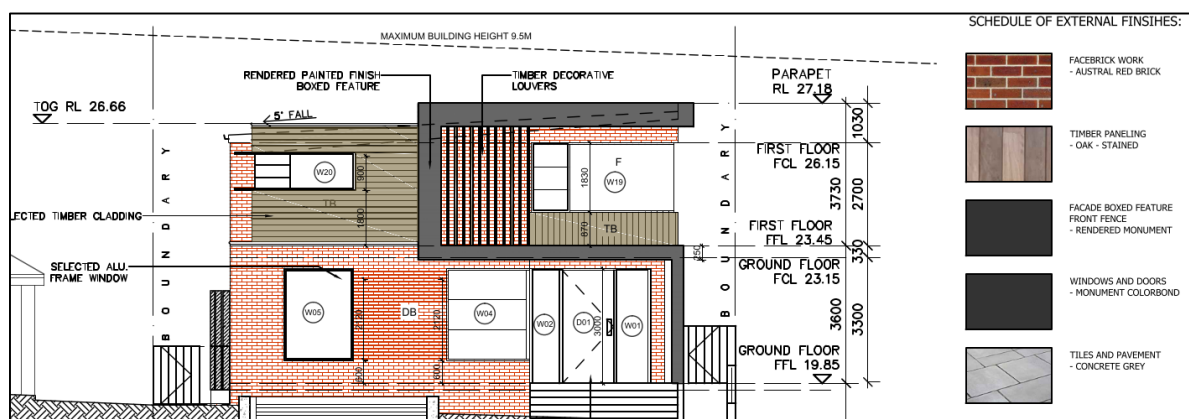 SCHEDULE OF EXTERNAL FINSIHES:
MAXIMUM BUILDING HEIGHT 9.5M
RENDERED PAINTED FINISH
BOXED FEATURE
TIMBER DECORATIVE
LOUVERS
PARAPET
RL 27.18
TOG RL 26.66
5° FALL
FACEBRICK WORK
- AUSTRAL RED BRICK
TIMBER PANELING
- OAK - STAINED
FACADE BOXED FEATURE
FRONT FENCE
- RENDERED MONUMENT
WINDOWS AND DOORS
- MONUMENT COLORBOND
TILES AND PAVEMENT
- CONCRETE GREY
BOUNDARY
BOUNDARY
FIRST FLOOR
FCL 26.15
FIRST FLOOR
FFL 23.45
GROUND FLOOR
FCL 23.15
GROUND FLOOR
FFL 19.85
1030
3730
2700
330
250
3600
3300
W20
900
1800
TB
F
W19
1830
870
TB
ECTED TIMBER CLADDING
SELECTED ALU.
FRAME WINDOW
W05
2120
600
DB
2120
600
W04
W02
D01
3000
W01